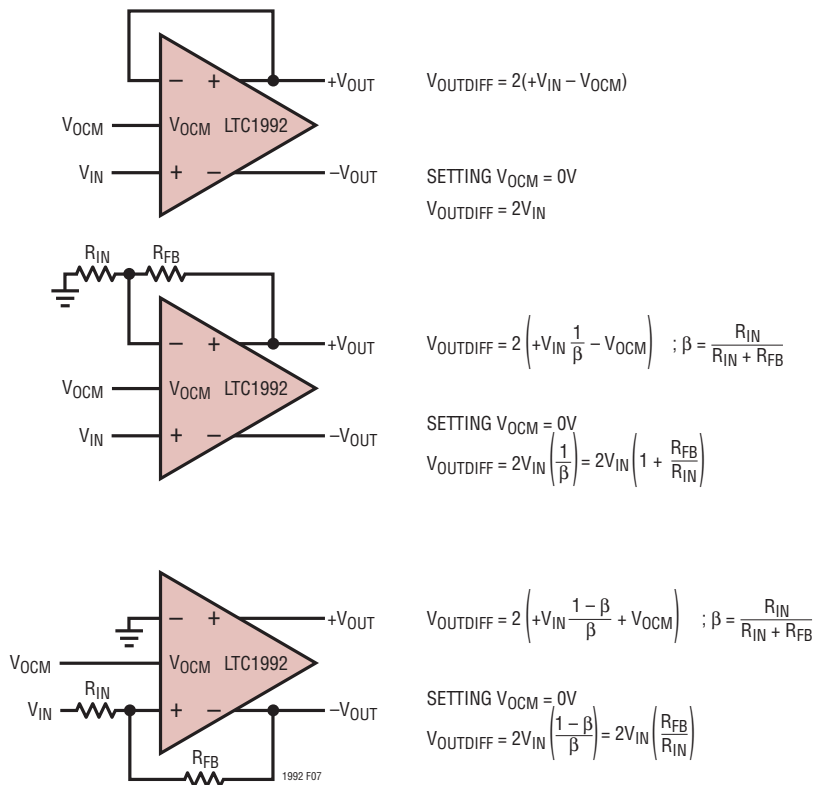 − + +VOUT
VOUTDIFF = 2(+VIN – VOCM)
VOCM VOCM LTC1992
VIN + − –VOUT
SETTING VOCM = 0V
VOUTDIFF = 2VIN
RIN RFB
− + +VOUT
VOUTDIFF = 2 (+VIN 1/β – VOCM) ; β = RIN/(RIN + RFB)
VOCM VOCM LTC1992
VIN + − –VOUT
SETTING VOCM = 0V
VOUTDIFF = 2VIN (1/β) = 2VIN (1 + RFB/RIN)
− + +VOUT
VOUTDIFF = 2 (+VIN (1 – β)/β + VOCM) ; β = RIN/(RIN + RFB)
VOCM VOCM LTC1992
RIN
VIN + − –VOUT
SETTING VOCM = 0V
VOUTDIFF = 2VIN ((1 – β)/β) = 2VIN (RFB/RIN)
RFB
1992 F07